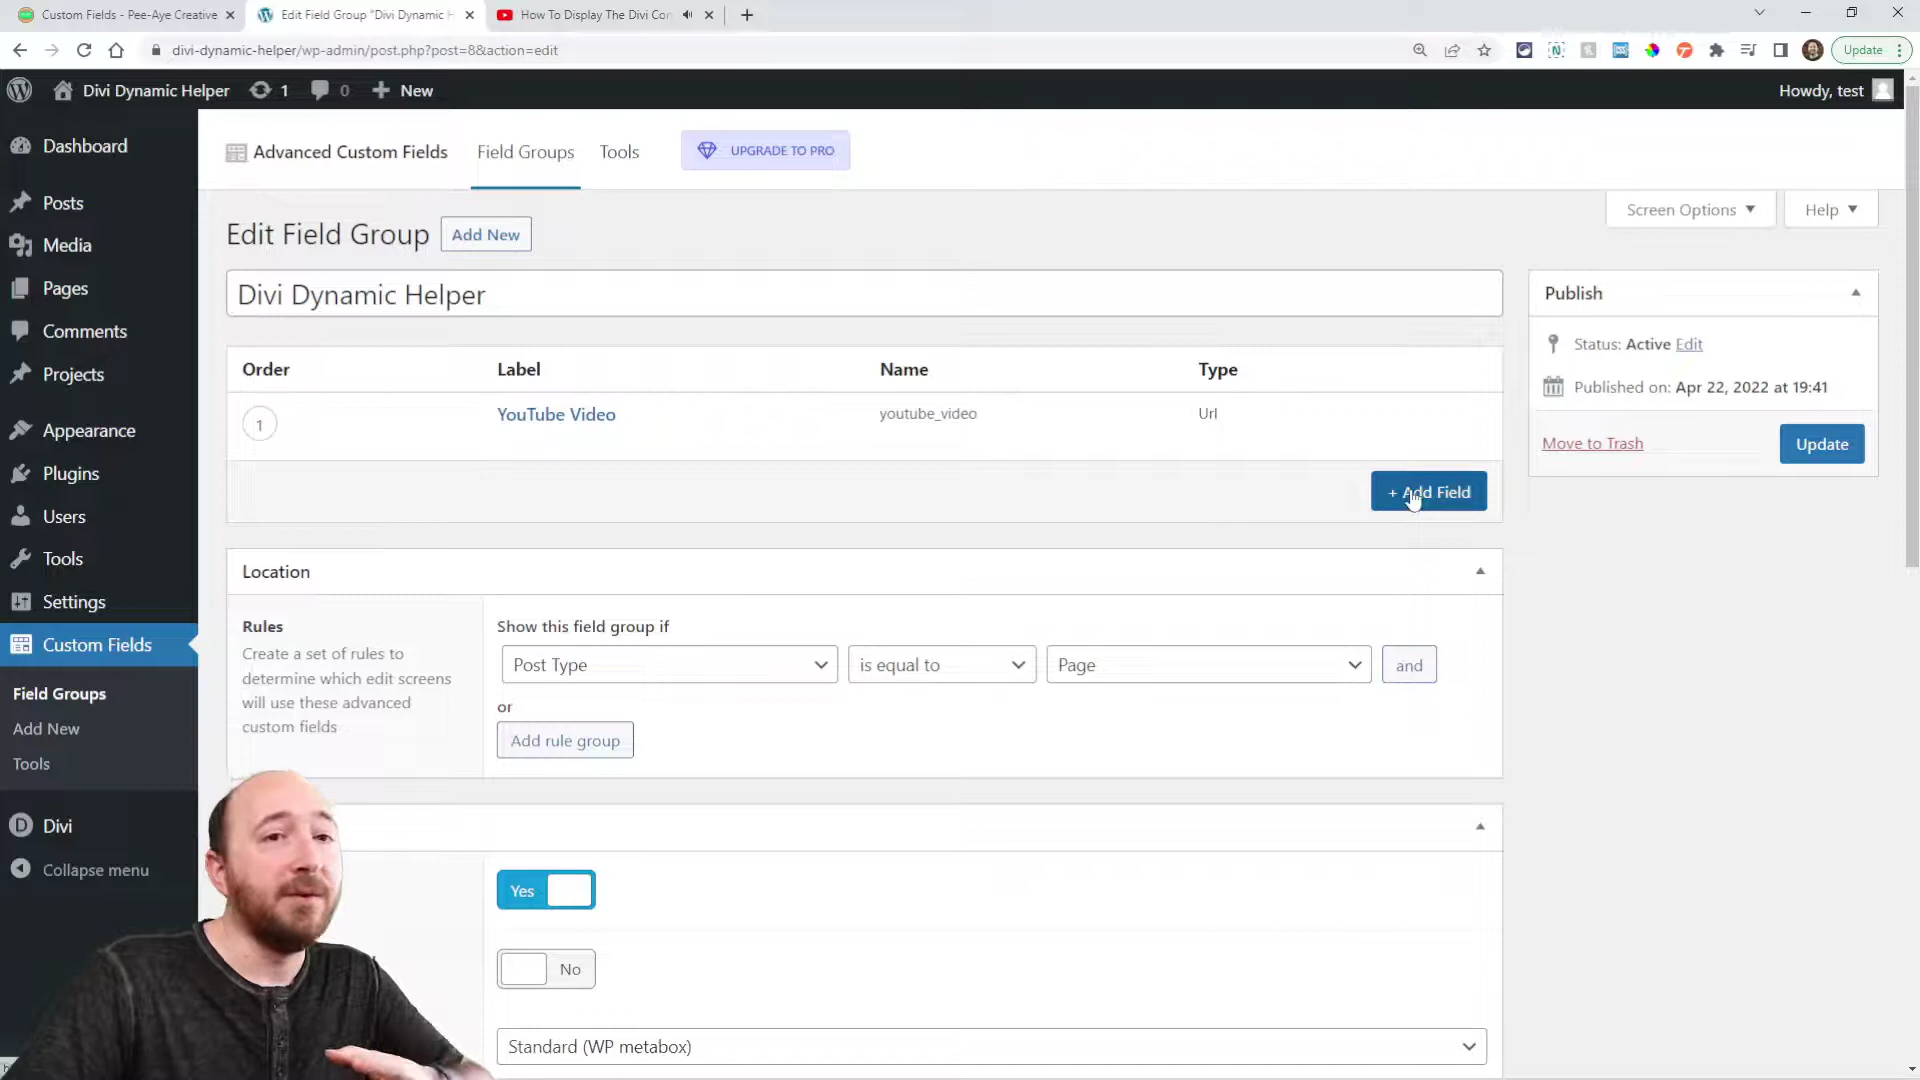 Custom Fields - Pee-Aye Creative
Edit Field Group "Divi Dynamic H
How To Display The Divi Cor
divi-dynamic-helper/wp-admin/post.php?post=8&action=edit
Update
Divi Dynamic Helper
1
0
New
Howdy, test
Dashboard
Posts
Media
Pages
Comments
Projects
Appearance
Plugins
Users
Tools
Settings
Custom Fields
Field Groups
Add New
Tools
Divi
Collapse menu
Advanced Custom Fields
Field Groups
Tools
UPGRADE TO PRO
Screen Options
Help
Edit Field Group
Add New
Divi Dynamic Helper
Order Label Name Type
1 YouTube Video youtube_video Url
+ Add Field
Publish
Status: Active Edit
Published on: Apr 22, 2022 at 19:41
Move to Trash
Update
Location
Rules
Create a set of rules to
determine which edit screens
will use these advanced
custom fields
Show this field group if
Post Type
is equal to
Page
and
or
Add rule group
Yes
No
Standard (WP metabox)